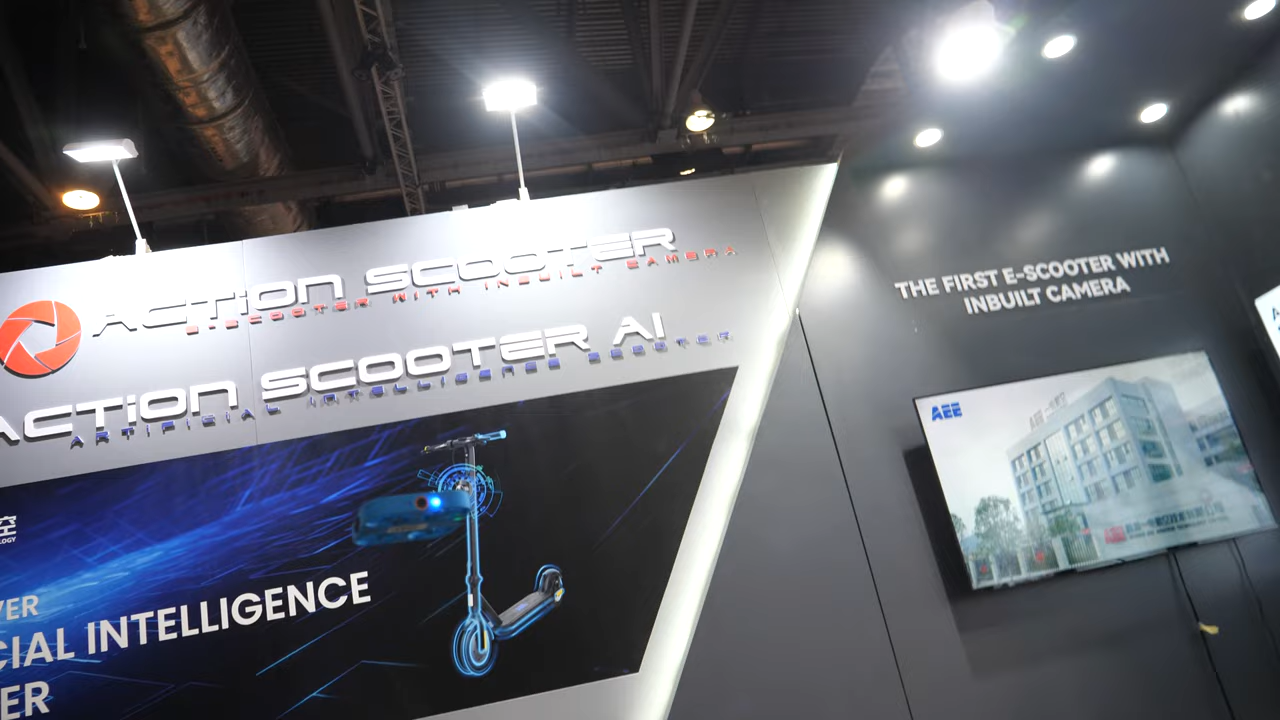 ACTION SCOOTER
E-SCOOTER WITH INBUILT CAMERA
ACTION SCOOTER AI
ARTIFICIAL INTELLIGENCE SCOOTER
VER
CIAL INTELLIGENCE
ER
THE FIRST E-SCOOTER WITH
INBUILT CAMERA
AEE